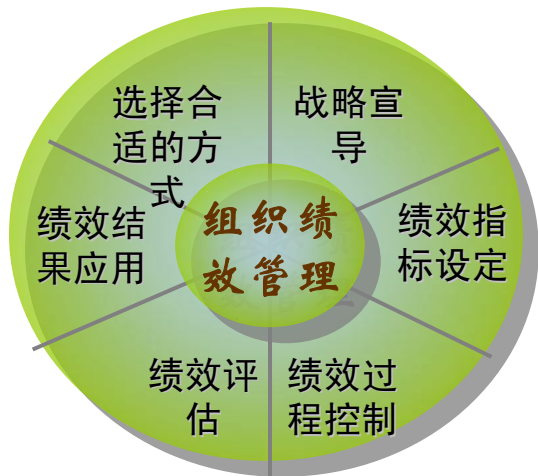 选择合
适的方
式
战略宣
导
绩效结
果应用
组织绩
效管理
绩效指
标设定
绩效评
估
绩效过
程控制